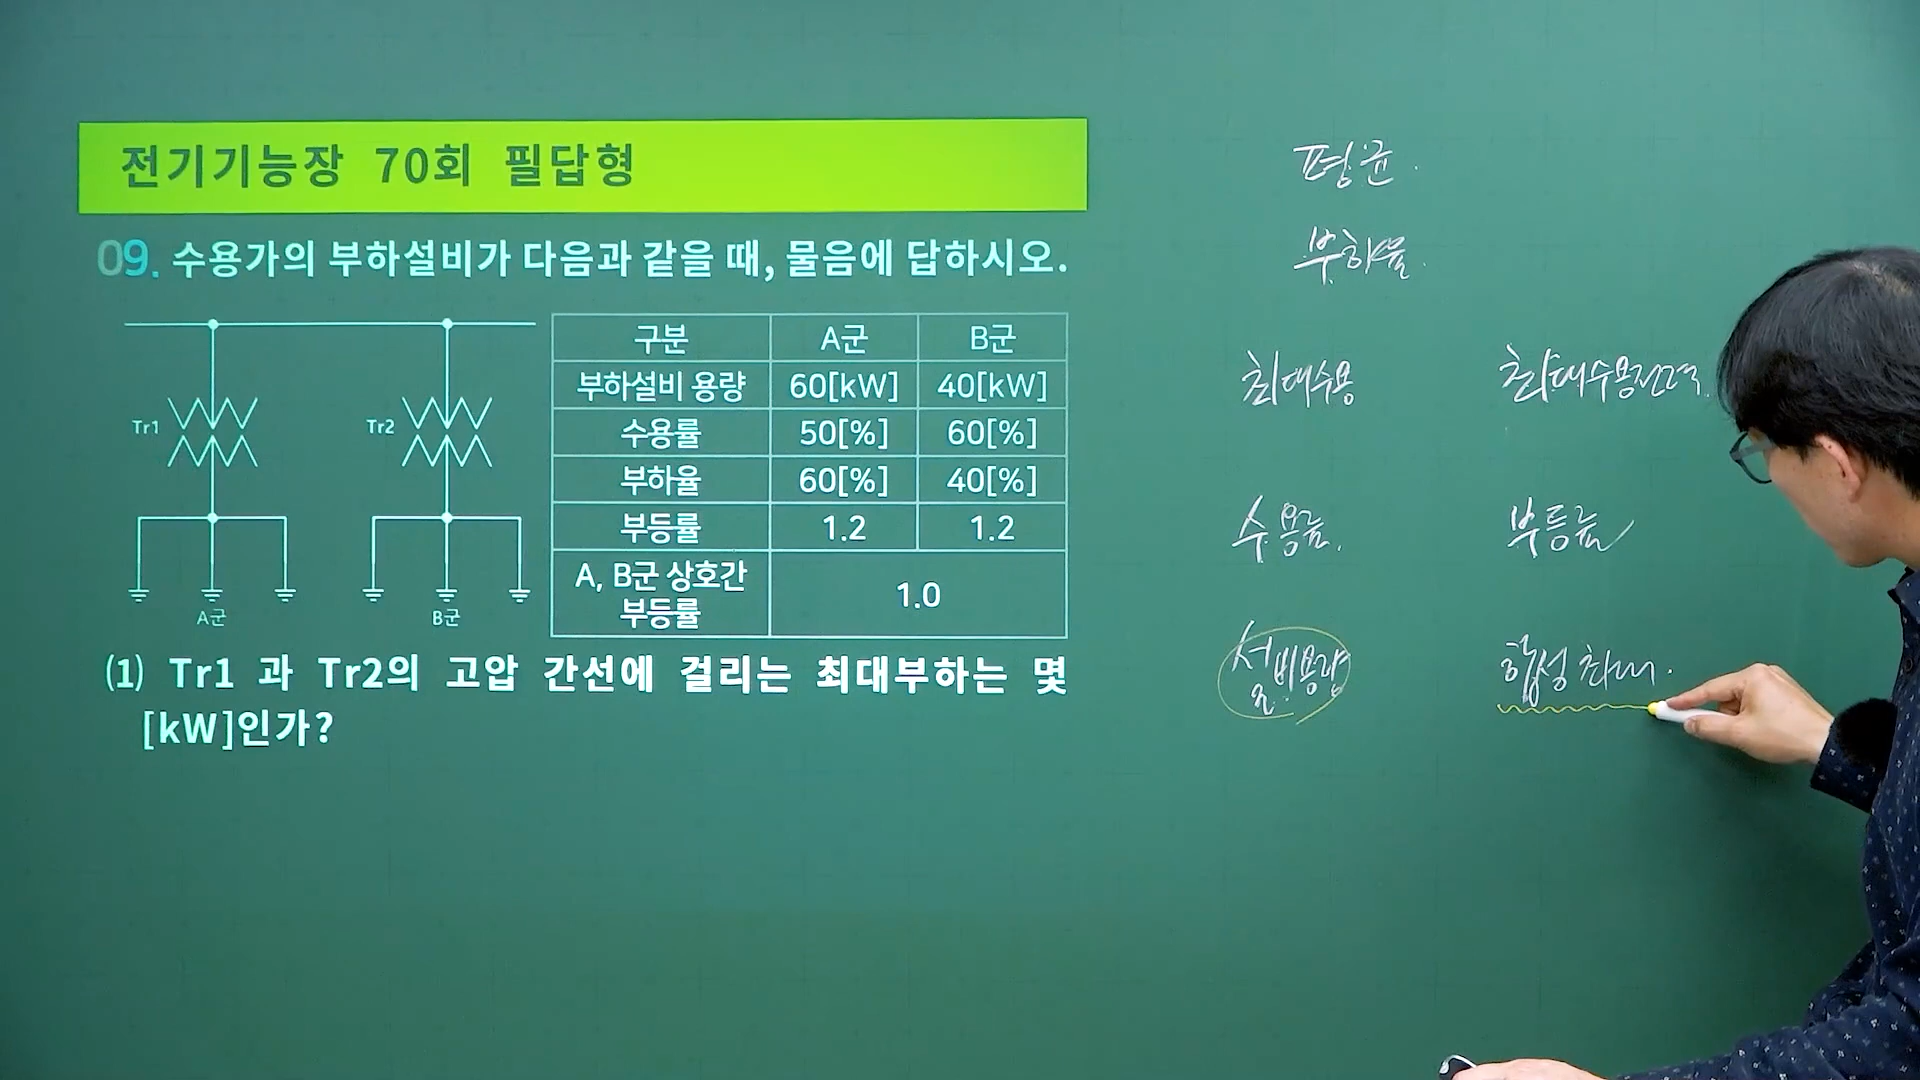 전기기능장 70회 필답형
09. 수용가의 부하설비가 다음과 같을 때, 물음에 답하시오.
Tr1
Tr2
A군
B군
구분 A군 B군
부하설비 용량 60[kW] 40[kW]
수용률 50[%] 60[%]
부하율 60[%] 40[%]
부등률 1.2 1.2
A, B군 상호간
부등률
1.0
(1) Tr1 과 Tr2의 고압 간선에 걸리는 최대부하는 몇
[kW]인가?
평균.
부하율.
최대수용 최대수용전력.
수용률. 부등률
설비용량 합성 최대.